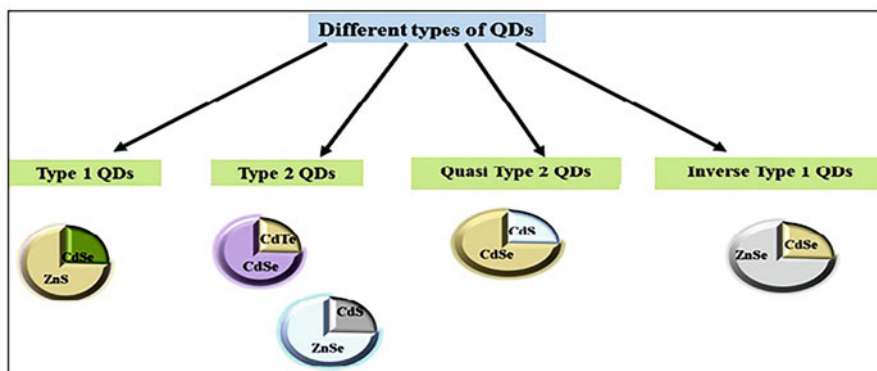 Different types of QDs
Type 1 QDs
Type 2 QDs
Quasi Type 2 QDs
Inverse Type 1 QDs
CdSe
ZnS
CdTe
CdSe
CdS
CdSe
ZnSe
CdSe
CdS
ZnSe